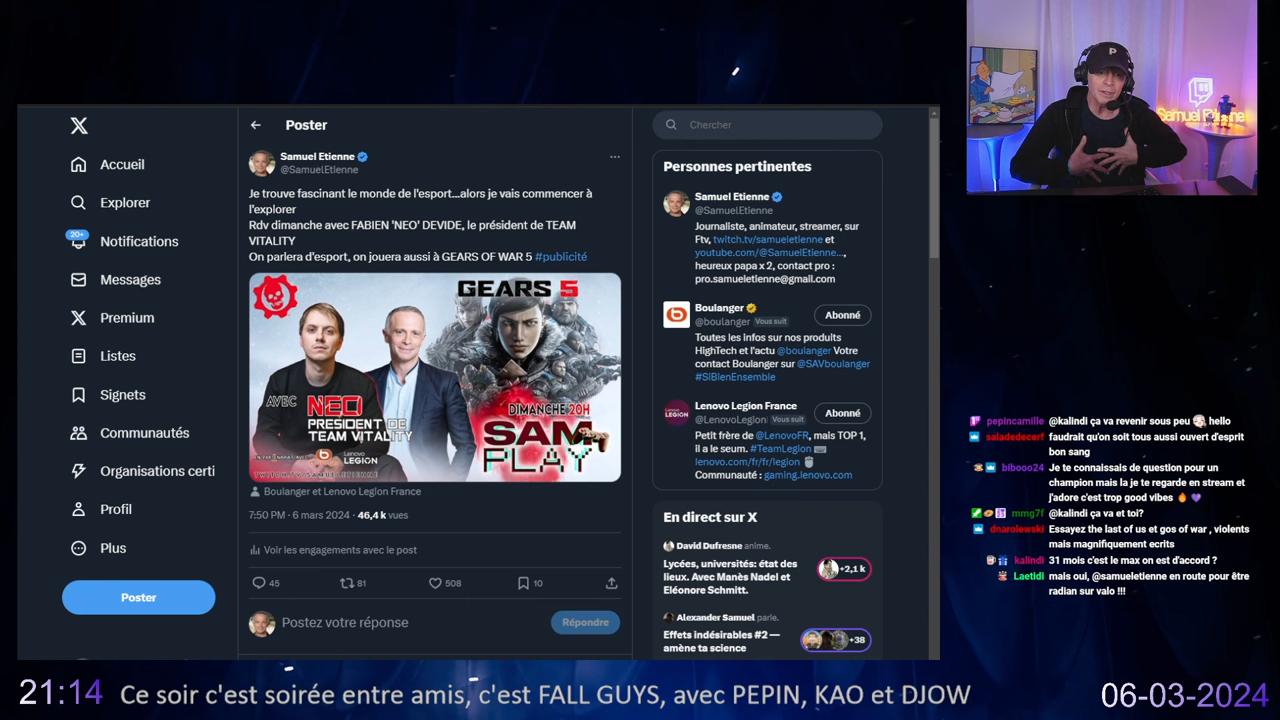 Accueil
Explorer
20+
Notifications
Messages
Premium
Listes
Signets
Communautés
Organisations certi
Profil
Plus
Poster
Poster
Samuel Etienne
@SamuelEtienne
Je trouve fascinant le monde de l'esport...alors je vais commencer à
l'explorer
Rdv dimanche avec FABIEN 'NEO' DEVIDE, le président de TEAM
VITALITY
On parlera d'esport, on jouera aussi à GEARS OF WAR 5 #publicité
GEARS 5
AVEC NEO
PRESIDENT DE
TEAM VITALITY
LEGION
DIMANCHE 20H
SAM
PLAY
Boulanger et Lenovo Legion France
7:50 PM · 6 mars 2024 · 46,4 k vues
Voir les engagements avec le post
45 81 508 10
Postez votre réponse
Répondre
Chercher
Personnes pertinentes
Samuel Etienne
@SamuelEtienne
Journaliste, animateur, streamer, sur
Ftv, twitch.tv/samueletienne et
youtube.com/@SamuelEtienne...,
heureux papa x 2, contact pro :
pro.samueletienne@gmail.com
Boulanger
@boulanger Vous suit
Abonné
Toutes les infos sur nos produits
HighTech et l'actu @boulanger Votre
contact Boulanger sur @SAVboulanger
#SIBienEnsemble
Lenovo Legion France
@LenovoLegion Vous suit
Abonné
Petit frère de @LenovoFR, mais TOP 1,
il a le seum. #TeamLegion
lenovo.com/fr/fr/legion
Communauté : gaming.lenovo.com
En direct sur X
David Dufresne anime.
Lycées, universités: état des
lieux. Avec Manès Nadel et
Eléonore Schmitt.
+2,1 k
Alexander Samuel parle.
Effets indésirables #2 —
amène ta science
+38
pepincamille @kalindi ça va revenir sous peu hello
saladedecerf faudrait qu'on soit tous aussi ouvert d'esprit
bon sang
bibooo24 Je te connaissais de question pour un
champion mais la je te regarde en stream et
j'adore c'est trop good vibes
mmg7f @kalindi ça va et toi?
dnarolewski Essayez the last of us et gos of war , violents
mais magnifiquement ecrits
kalindi 31 mois c'est le max on est d'accord ?
Laetidl mais oui, @samueletienne en route pour être
radian sur valo !!!
21:14
Ce soir c'est soirée entre amis, c'est FALL GUYS, avec PEPIN, KAO et DJOW
06-03-2024